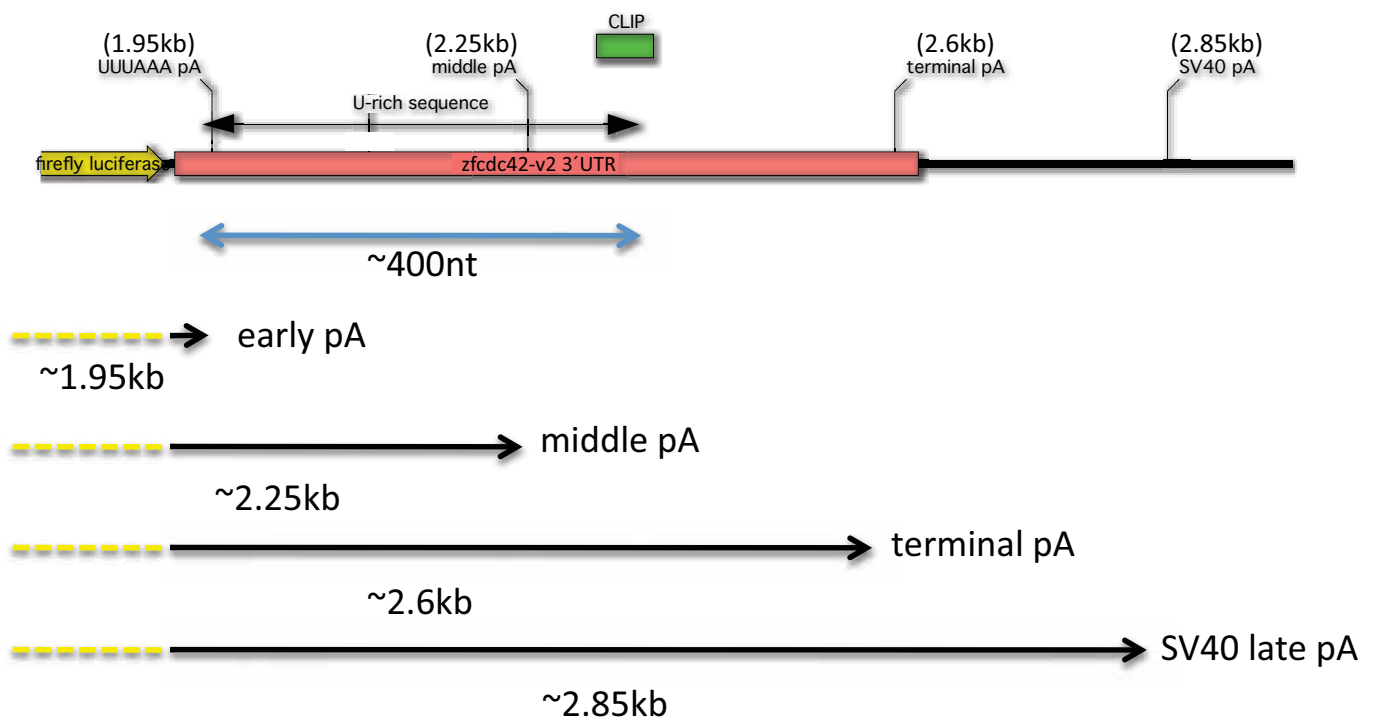 CLIP
(1.95kb)
UUUAAA pA
(2.25kb)
middle pA
(2.6kb)
terminal pA
(2.85kb)
SV40 pA
U-rich sequence
firefly luciferase
zfcdc42-v2 3´UTR
~400nt
early pA
~1.95kb
middle pA
~2.25kb
terminal pA
~2.6kb
SV40 late pA
~2.85kb